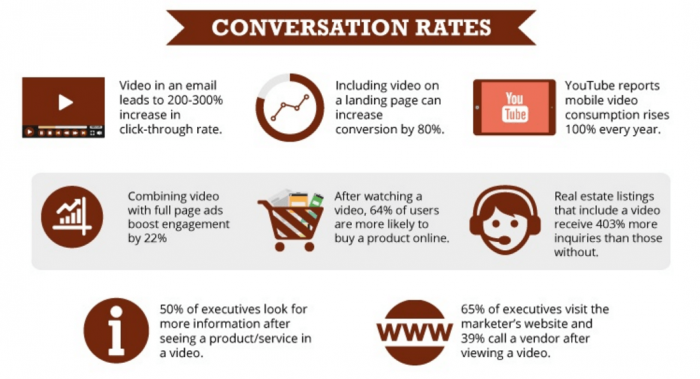 CONVERSATION RATES
Video in an email
leads to 200-300%
increase in
click-through rate.
Including video on
a landing page can
increase
conversion by 80%.
You
Tube
YouTube reports
mobile video
consumption rises
100% every year.
Combining video
with full page ads
boost engagement
by 22%
After watching a
video, 64% of users
are more likely to
buy a product online.
Real estate listings
that include a video
receive 403% more
inquiries than those
without.
50% of executives look for
more information after
seeing a product/service in
a video.
www
65% of executives visit the
marketer's website and
39% call a vendor after
viewing a video.